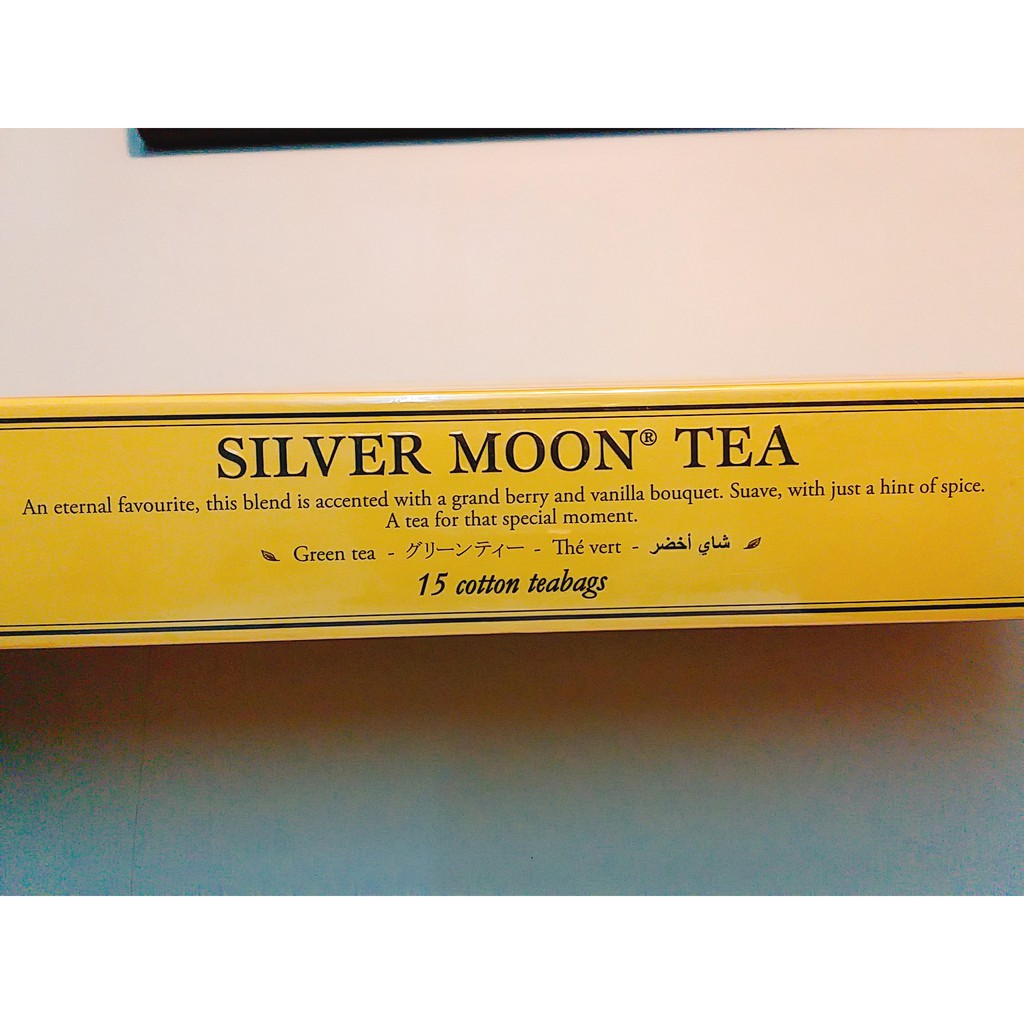 SILVER MOON® TEA
An eternal favourite, this blend is accented with a grand berry and vanilla bouquet. Suave, with just a hint of spice.
A tea for that special moment.
Green tea - グリーンティー - Thé vert - شاي أخضر
15 cotton teabags